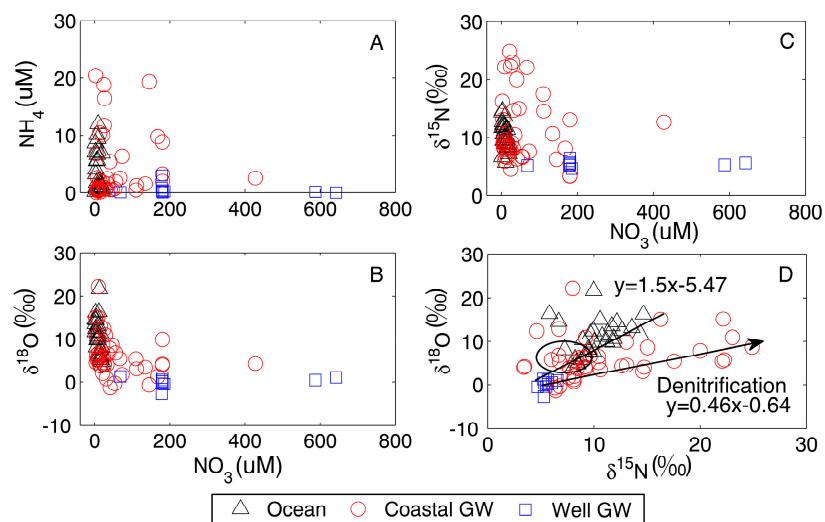 30
20
10
0
NH4 (uM)
A
0 200 400 600 800
30
20
10
0
δ15N (‰)
C
0 200 400 600 800
NO3 (uM)
30
20
10
0
-10
δ18O (‰)
B
0 200 400 600 800
NO3 (uM)
30
20
10
0
-10
δ18O (‰)
D
y=1.5x-5.47
Denitrification
y=0.46x-0.64
0 10 20 30
δ15N (‰)
Ocean Coastal GW Well GW